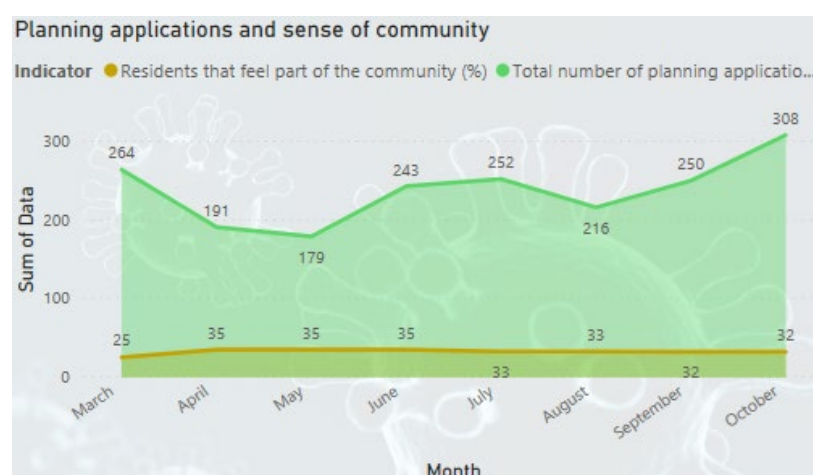 Planning applications and sense of community
Indicator Residents that feel part of the community (%) Total number of planning applicatio...
308
300
264
252
250
243
216
200
191
179
Sum of Data
100
25
35
35
35
33
32
33
32
0
March
April
May
June
July
August
September
October
Month